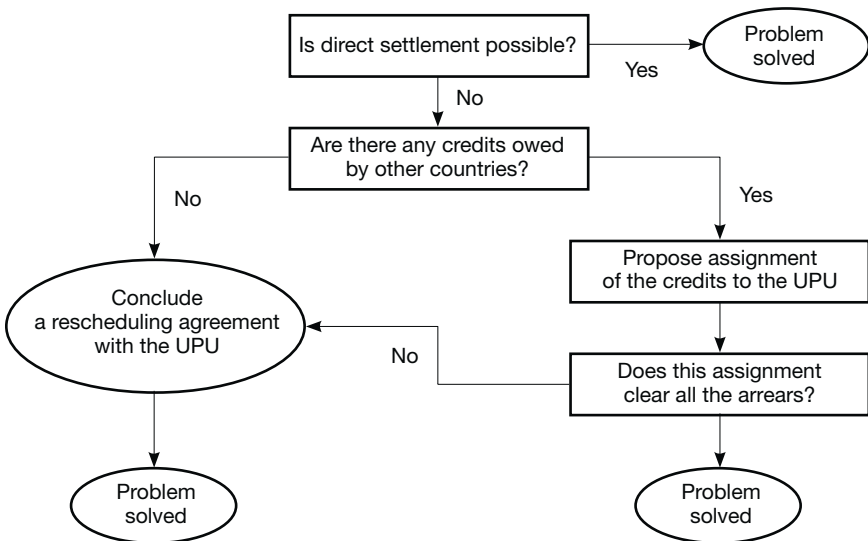 Is direct settlement possible?
Problem
solved
Yes
No
Are there any credits owed
by other countries?
No
Yes
Propose assignment
of the credits to the UPU
Conclude
a rescheduling agreement
with the UPU
No
Does this assignment
clear all the arrears?
Problem
solved
Problem
solved